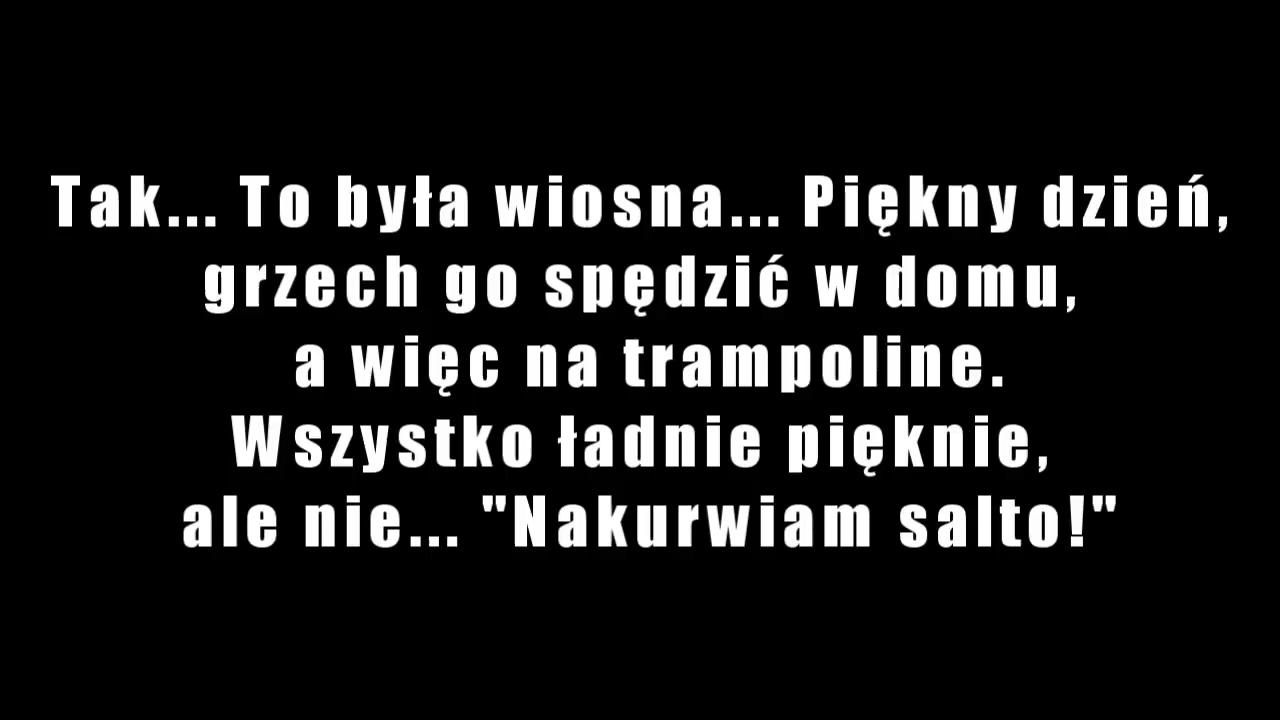 Tak... To była wiosna... Piękny dzień,
grzech go spędzić w domu,
a więc na trampoline.
Wszystko ładnie pięknie,
ale nie... "Nakurwiam salto!"